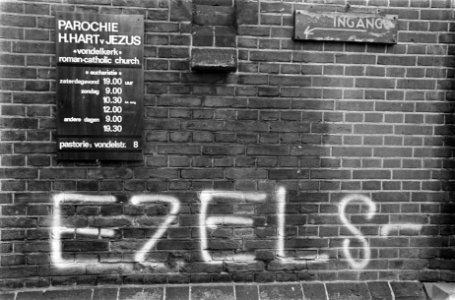 PAROCHIE
H.HART v JEZUS
«vondelkerk»
roman-catholic church
« eucharistie »
zaterdagavond 19.00 uur
zondag 9.00
10.30
12.00
andere dagen 9.00
19.30
pastorie: vondelstr. 8
INGANG
EZELS-